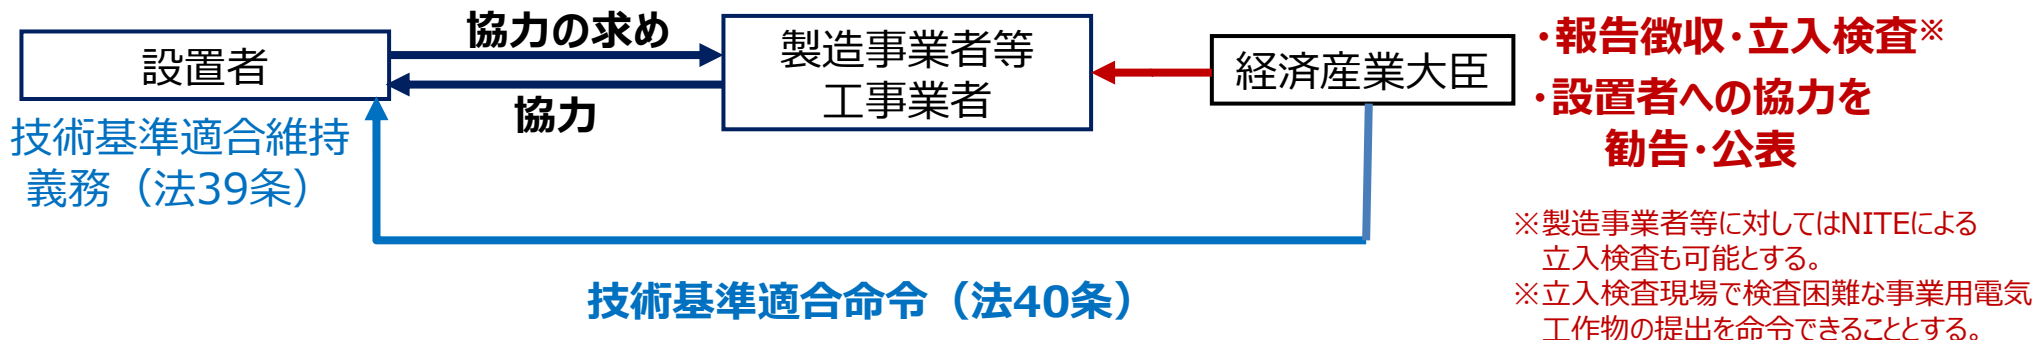 協力の求め
設置者
製造事業者等
工事業者
協力
経済産業大臣
・報告徴収・立入検査※
・設置者への協力を
勧告・公表
技術基準適合維持
義務（法39条）
技術基準適合命令（法40条）
※製造事業者等に対してはNITEによる
立入検査も可能とする。
※立入検査現場で検査困難な事業用電気
工作物の提出を命令できることとする。